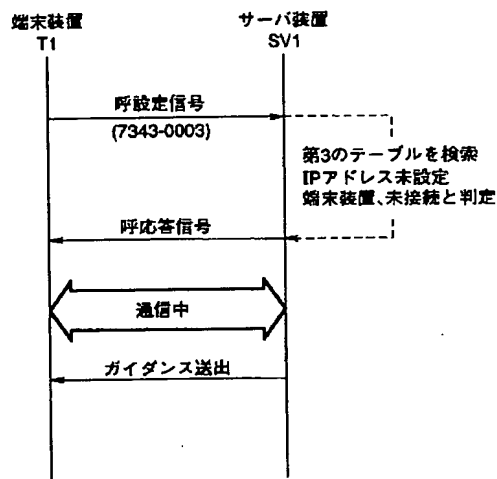 端末装置
T1
サーバ装置
SV1
呼設定信号
(7343-0003)
第3のテーブルを検索
IPアドレス未設定
端末装置、未接続と判定
呼応答信号
通信中
ガイダンス送出